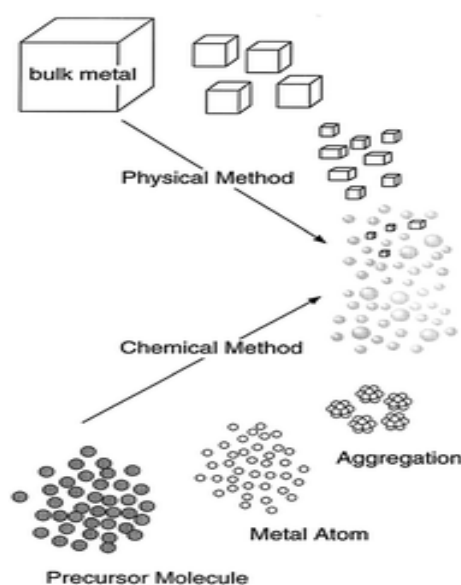 bulk metal
Physical Method
Chemical Method
Aggregation
Metal Atom
Precursor Molecule